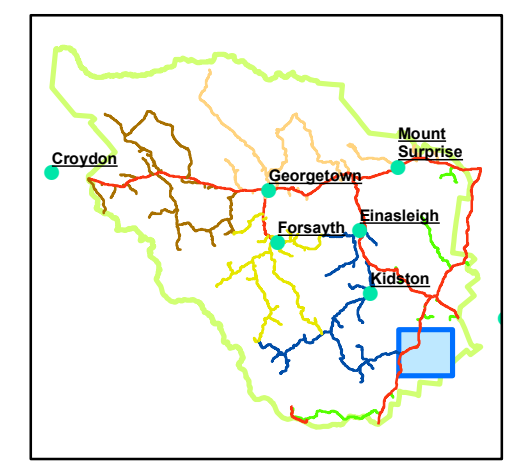 Mount
Surprise
Croydon
Georgetown
Einasleigh
Forsayth
Kidston